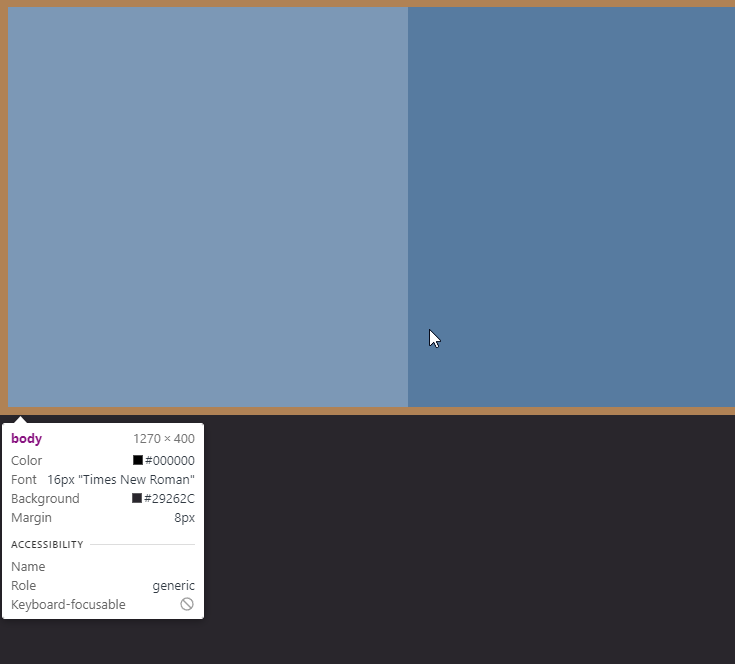 body 1270 × 400
Color #000000
Font 16px "Times New Roman"
Background #29262C
Margin 8px
ACCESSIBILITY
Name
Role generic
Keyboard-focusable